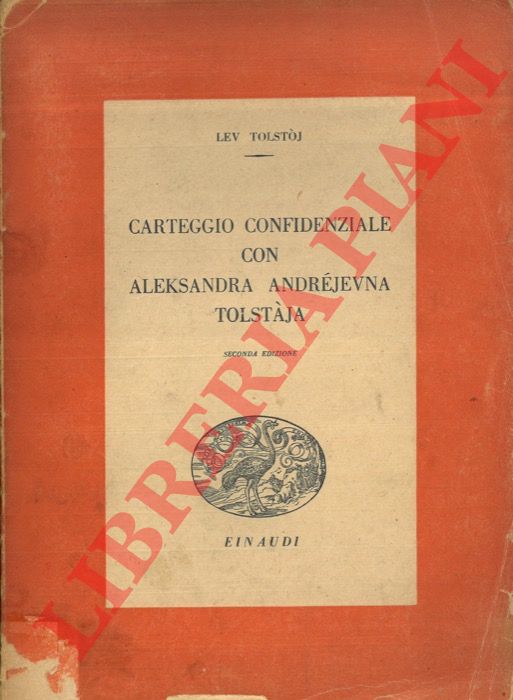 LEV TOLSTÒJ
CARTEGGIO CONFIDENZIALE
CON
ALEKSANDRA ANDRÉJEVNA
TOLSTÀJA
SECONDA EDIZIONE
EINAUDI
LIBRERIA PIANI